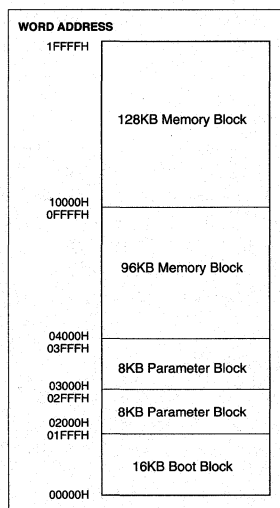 WORD ADDRESS
1FFFFH
128KB Memory Block
10000H
0FFFFH
96KB Memory Block
04000H
03FFFH
8KB Parameter Block
03000H
02FFFH
8KB Parameter Block
02000H
01FFFH
16KB Boot Block
00000H